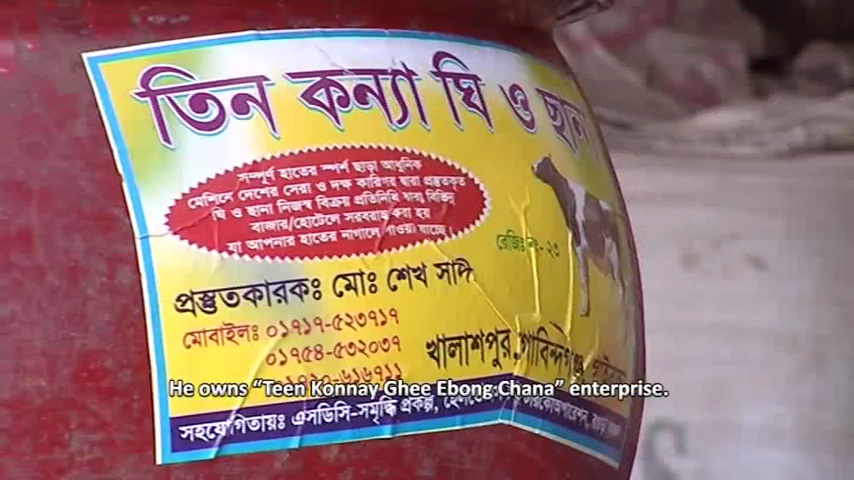 তিন কন্যা ঘি ও ছানা
সম্পূর্ণ হাতের স্পর্শ ছাড়া আধুনিক
মেশিনে দেশের সেরা ও দক্ষ কারিগর দ্বারা প্রস্তুতকৃত
ঘি ও ছানা নিজস্ব বিক্রয় প্রতিনিধি দ্বারা বিভিন্ন
বাজার/হোটেলে সরবরাহ করা হয়
যা আপনার হাতের নাগালে পাওয়া যাচ্ছে
রেজিঃ নং- ২৩
প্রস্তুতকারকঃ মোঃ শেখ সাদী
মোবাইলঃ ০১৭১৭-৫২৩৭১৭
০১৭৫৪-৫৩২০৩৭
খালাশপুর, গোবিন্দগঞ্জ
He owns “Teen Konnay Ghee Ebong Chana” enterprise.
সহযোগিতায়ঃ এসডিসি-সমৃদ্ধি প্রকল্প,